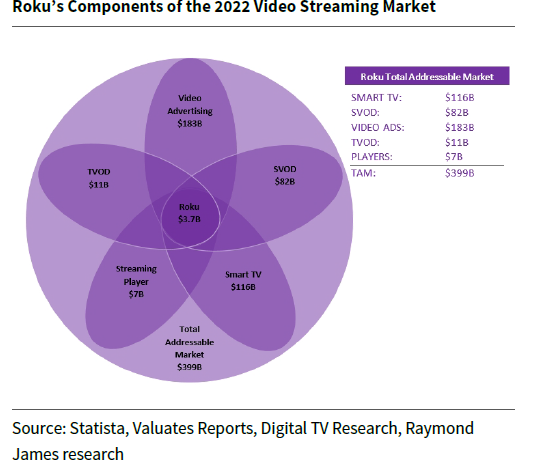 Roku's Components of the 2022 Video Streaming Market
Video
Advertising
$183B
TVOD
$11B
SVOD
$82B
Roku
$3.7B
Streaming
Player
$7B
Smart TV
$116B
Total
Addressable
Market
$399B
Roku Total Addressable Market
SMART TV: $116B
SVOD: $82B
VIDEO ADS: $183B
TVOD: $11B
PLAYERS: $7B
TAM: $399B
Source: Statista, Valuates Reports, Digital TV Research, Raymond
James research